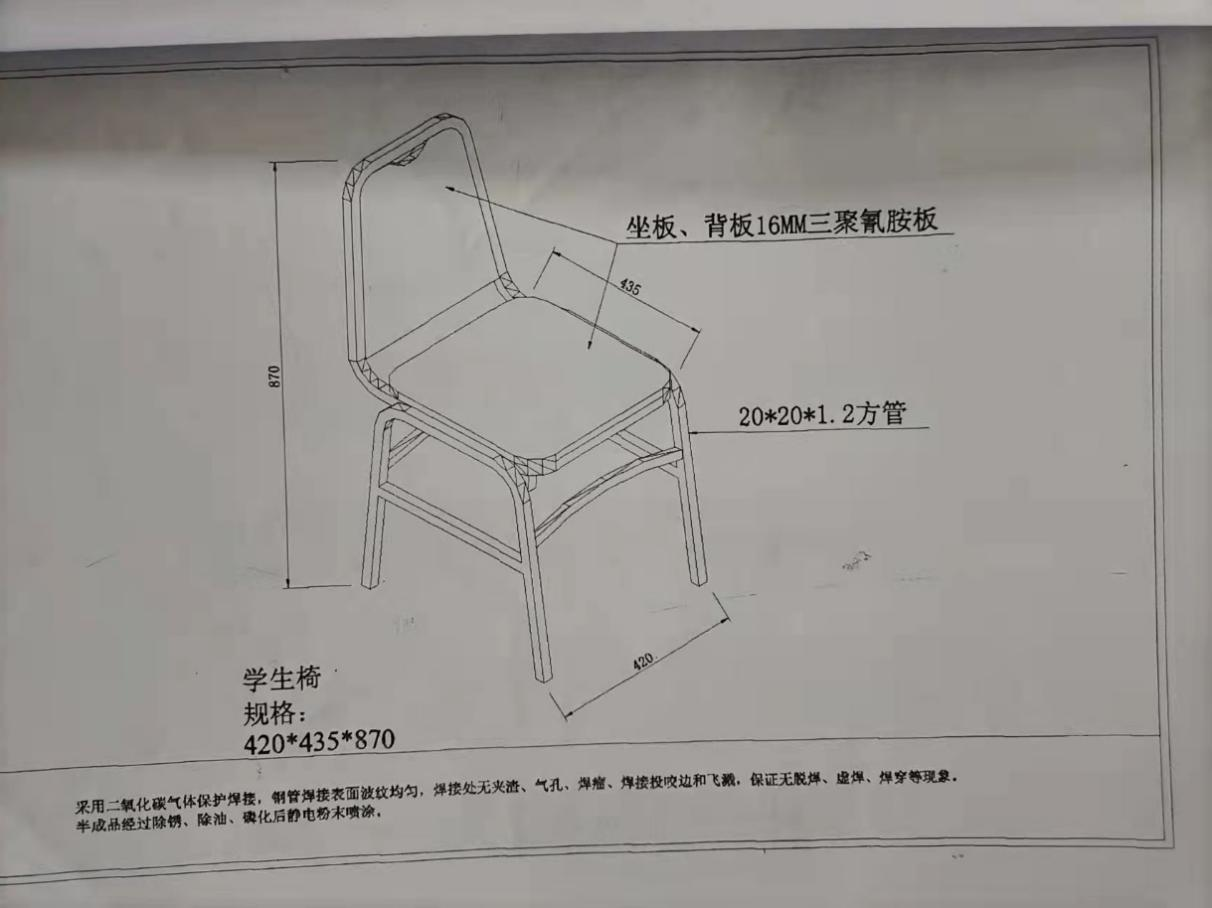 坐板、背板16MM三聚氰胺板
435
870
20*20*1.2方管
420
学生椅
规格：
420*435*870
采用二氧化碳气体保护焊接，钢管焊接表面波纹均匀，焊接处无夹渣、气孔、焊瘤、焊接投咬边和飞溅，保证无脱焊、虚焊、焊穿等现象。
半成品经过除锈、除油、磷化后静电粉末喷涂。